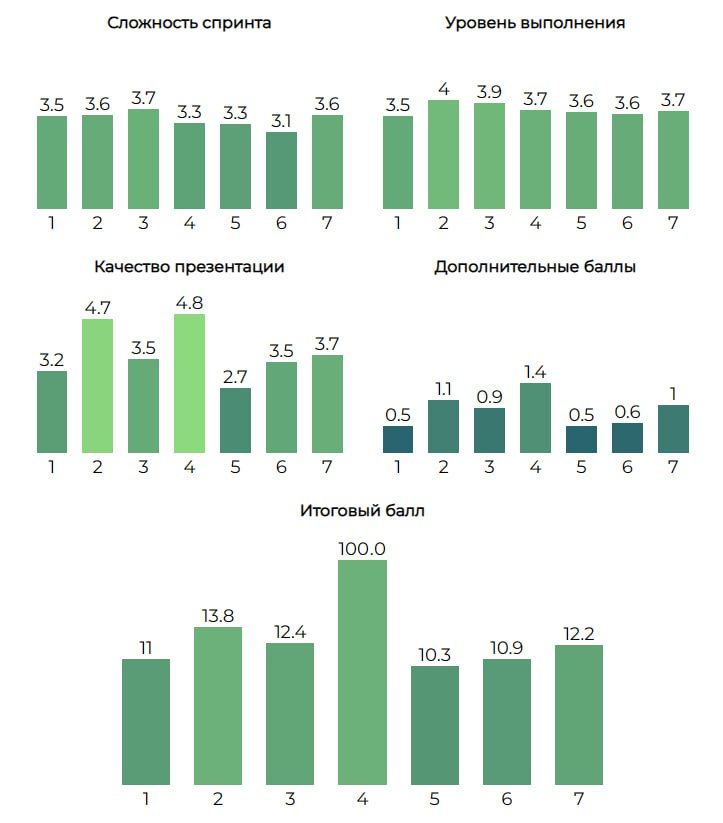 Сложность спринта
3.5 3.6 3.7 3.3 3.3 3.1 3.6
1 2 3 4 5 6 7
Уровень выполнения
3.5 4 3.9 3.7 3.6 3.6 3.7
1 2 3 4 5 6 7
Качество презентации
3.2 4.7 3.5 4.8 2.7 3.5 3.7
1 2 3 4 5 6 7
Дополнительные баллы
0.5 1.1 0.9 1.4 0.5 0.6 1
1 2 3 4 5 6 7
Итоговый балл
11 13.8 12.4 100.0 10.3 10.9 12.2
1 2 3 4 5 6 7